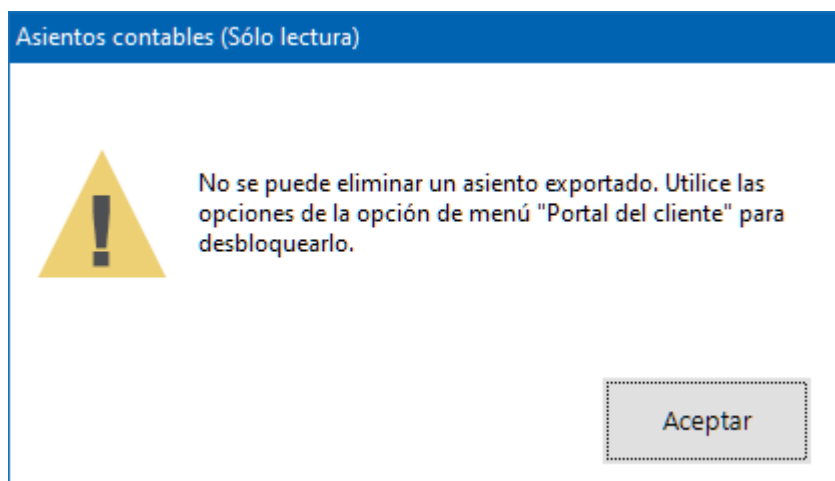 Asientos contables (Sólo lectura)
No se puede eliminar un asiento exportado. Utilice las
opciones de la opción de menú "Portal del cliente" para
desbloquearlo.
Aceptar